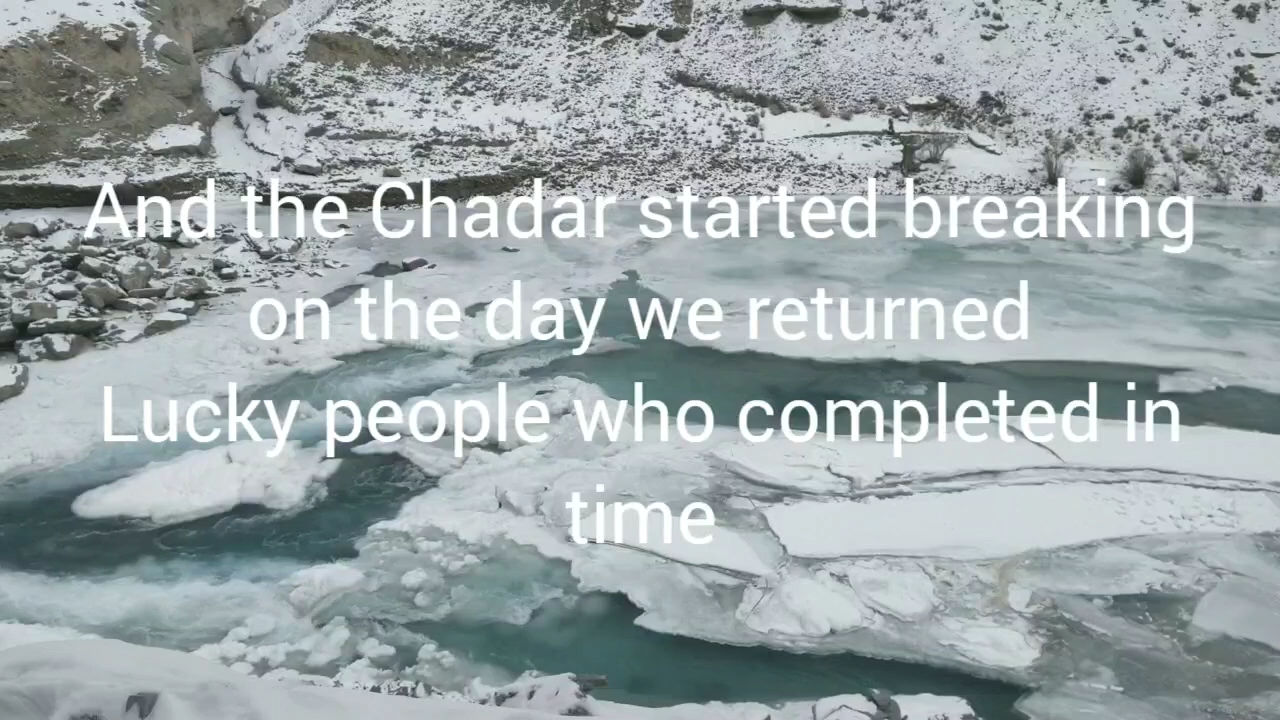 And the Chadar started breaking
on the day we returned
Lucky people who completed in
time